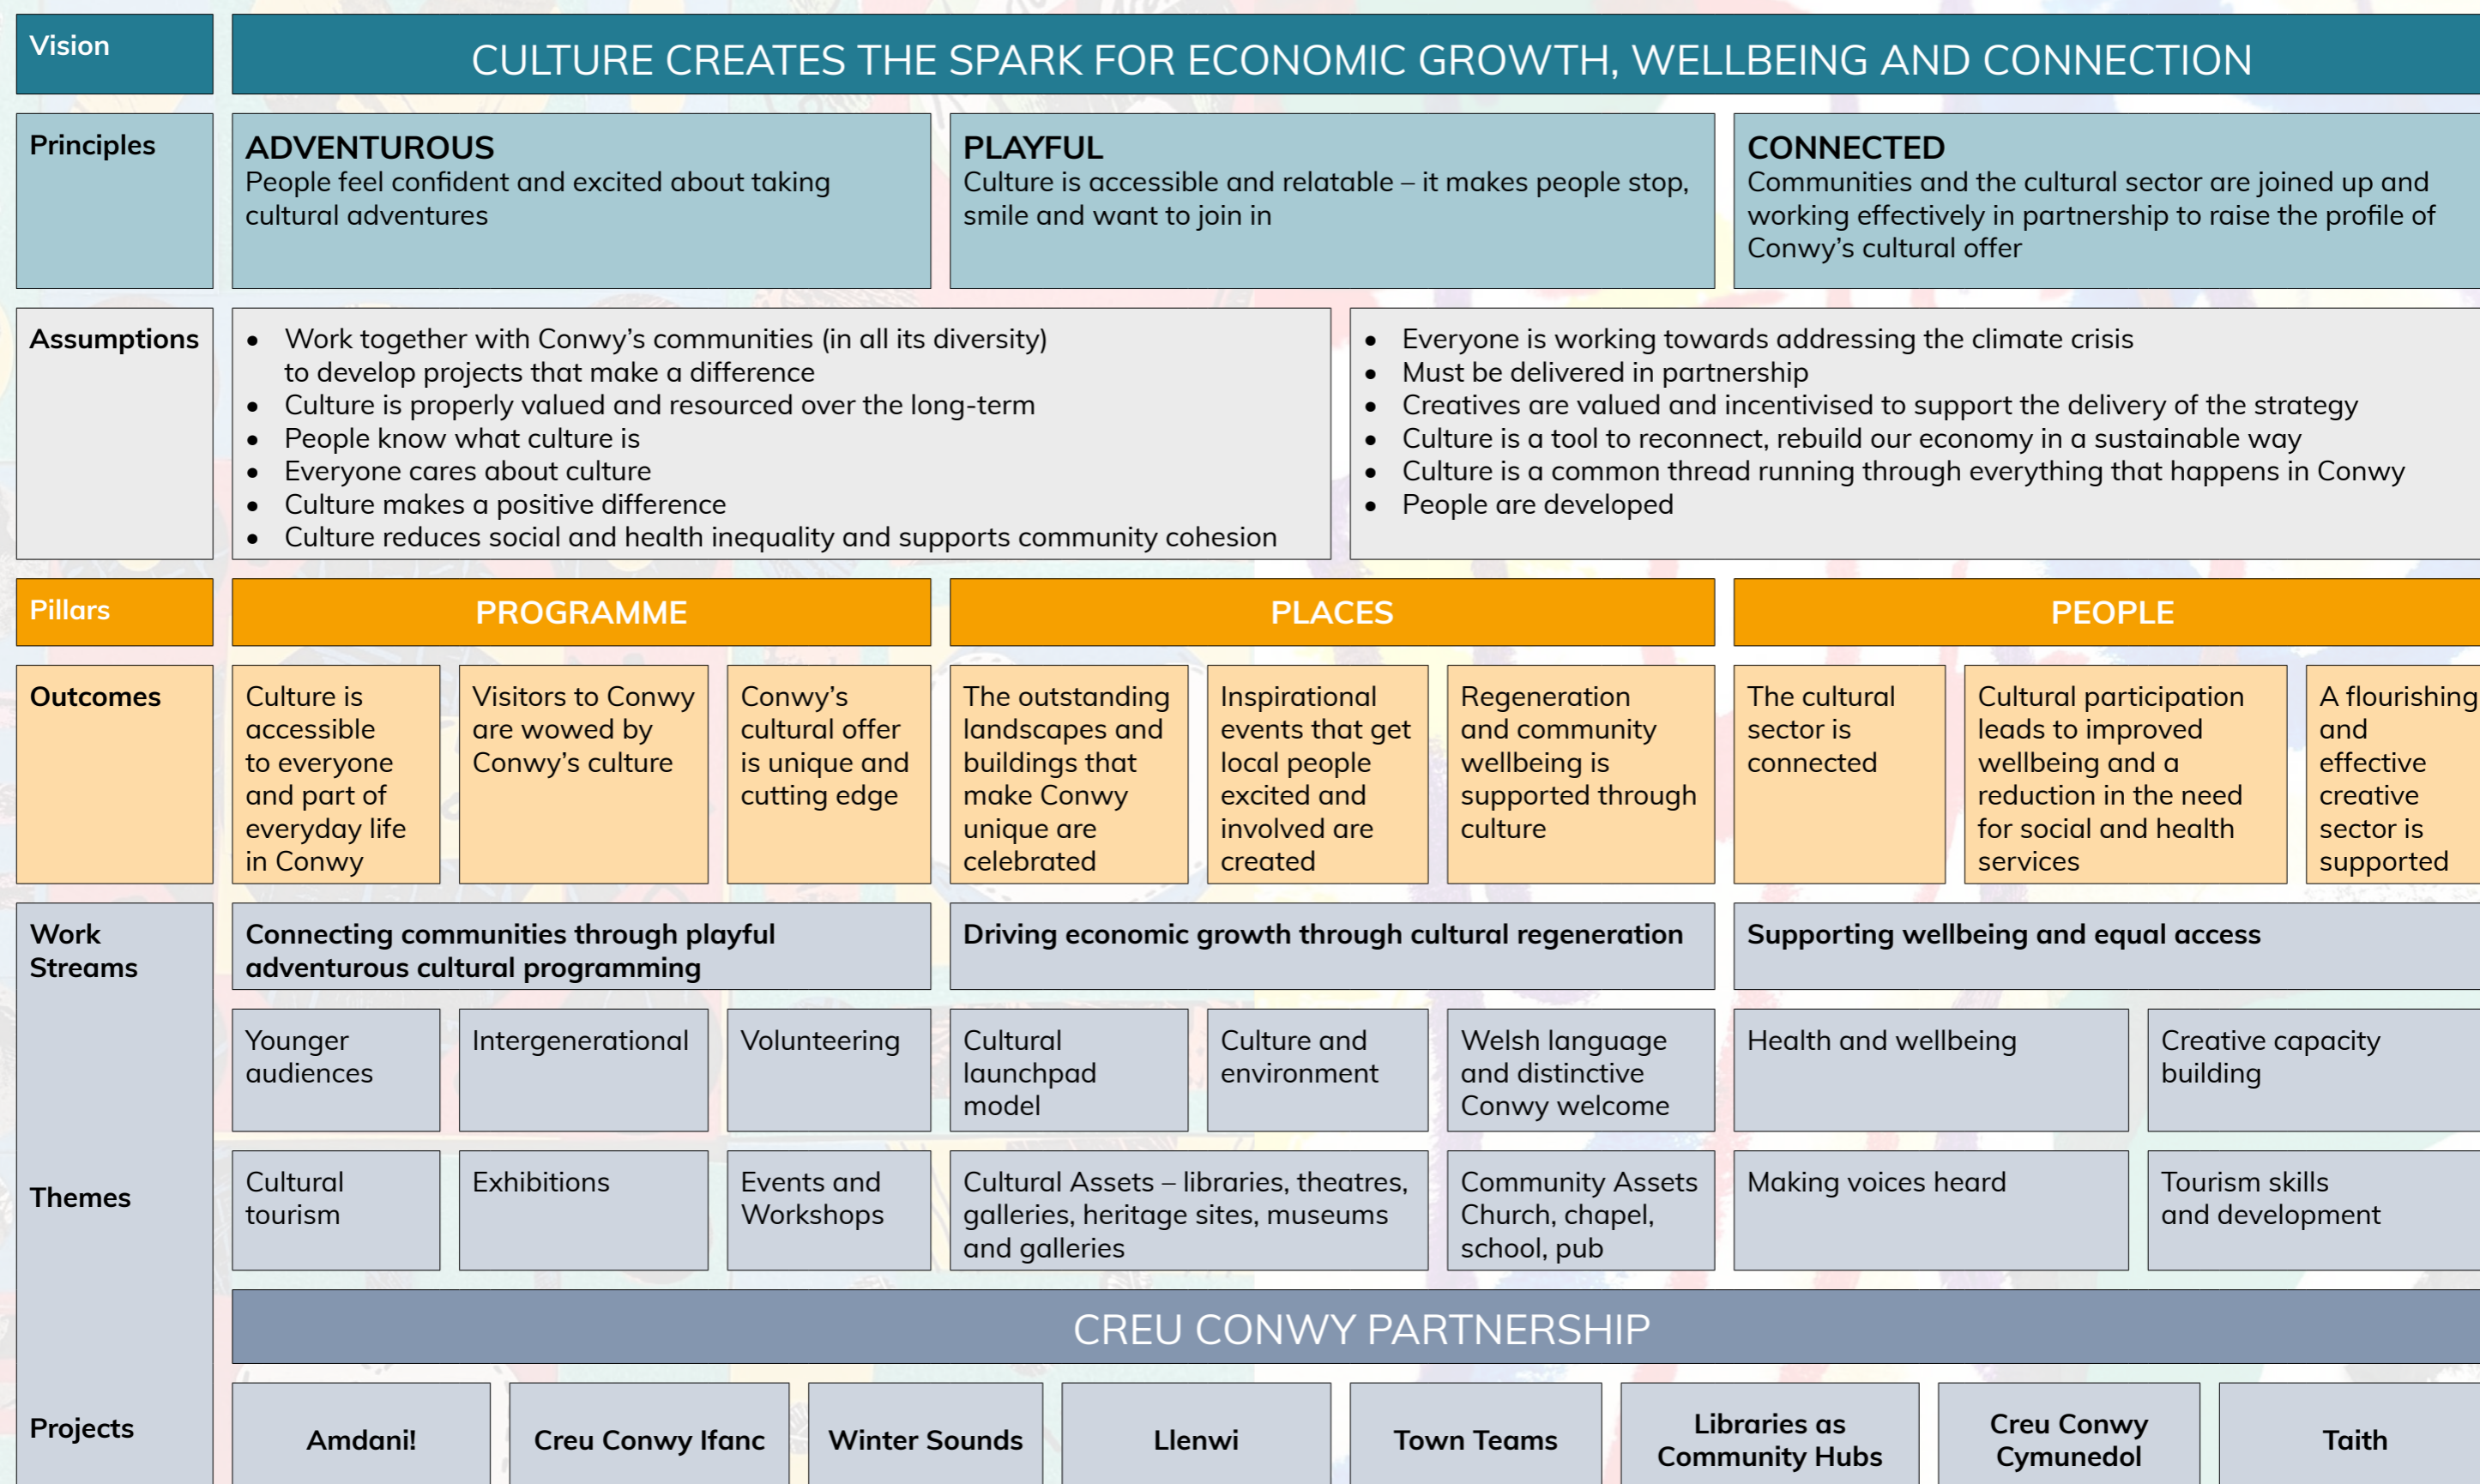 Vision
CULTURE CREATES THE SPARK FOR ECONOMIC GROWTH, WELLBEING AND CONNECTION
Principles
ADVENTUROUS
People feel confident and excited about taking
cultural adventures
PLAYFUL
Culture is accessible and relatable – it makes people stop,
smile and want to join in
CONNECTED
Communities and the cultural sector are joined up and
working effectively in partnership to raise the profile of
Conwy’s cultural offer
Assumptions
• Work together with Conwy’s communities (in all its diversity)
to develop projects that make a difference
• Culture is properly valued and resourced over the long-term
• People know what culture is
• Everyone cares about culture
• Culture makes a positive difference
• Culture reduces social and health inequality and supports community cohesion
• Everyone is working towards addressing the climate crisis
• Must be delivered in partnership
• Creatives are valued and incentivised to support the delivery of the strategy
• Culture is a tool to reconnect, rebuild our economy in a sustainable way
• Culture is a common thread running through everything that happens in Conwy
• People are developed
Pillars
PROGRAMME
PLACES
PEOPLE
Outcomes
Culture is
accessible
to everyone
and part of
everyday life
in Conwy
Visitors to Conwy
are wowed by
Conwy’s culture
Conwy’s
cultural offer
is unique and
cutting edge
The outstanding
landscapes and
buildings that
make Conwy
unique are
celebrated
Inspirational
events that get
local people
excited and
involved are
created
Regeneration
and community
wellbeing is
supported through
culture
The cultural
sector is
connected
Cultural participation
leads to improved
wellbeing and a
reduction in the need
for social and health
services
A flourishing
and
effective
creative
sector is
supported
Work
Streams
Connecting communities through playful
adventurous cultural programming
Driving economic growth through cultural regeneration
Supporting wellbeing and equal access
Younger
audiences
Intergenerational
Volunteering
Cultural
launchpad
model
Culture and
environment
Welsh language
and distinctive
Conwy welcome
Health and wellbeing
Creative capacity
building
Themes
Cultural
tourism
Exhibitions
Events and
Workshops
Cultural Assets – libraries, theatres,
galleries, heritage sites, museums
and galleries
Community Assets
Church, chapel,
school, pub
Making voices heard
Tourism skills
and development
CREU CONWY PARTNERSHIP
Projects
Amdani!
Creu Conwy Ifanc
Winter Sounds
Llenwi
Town Teams
Libraries as
Community Hubs
Creu Conwy
Cymunedol
Taith